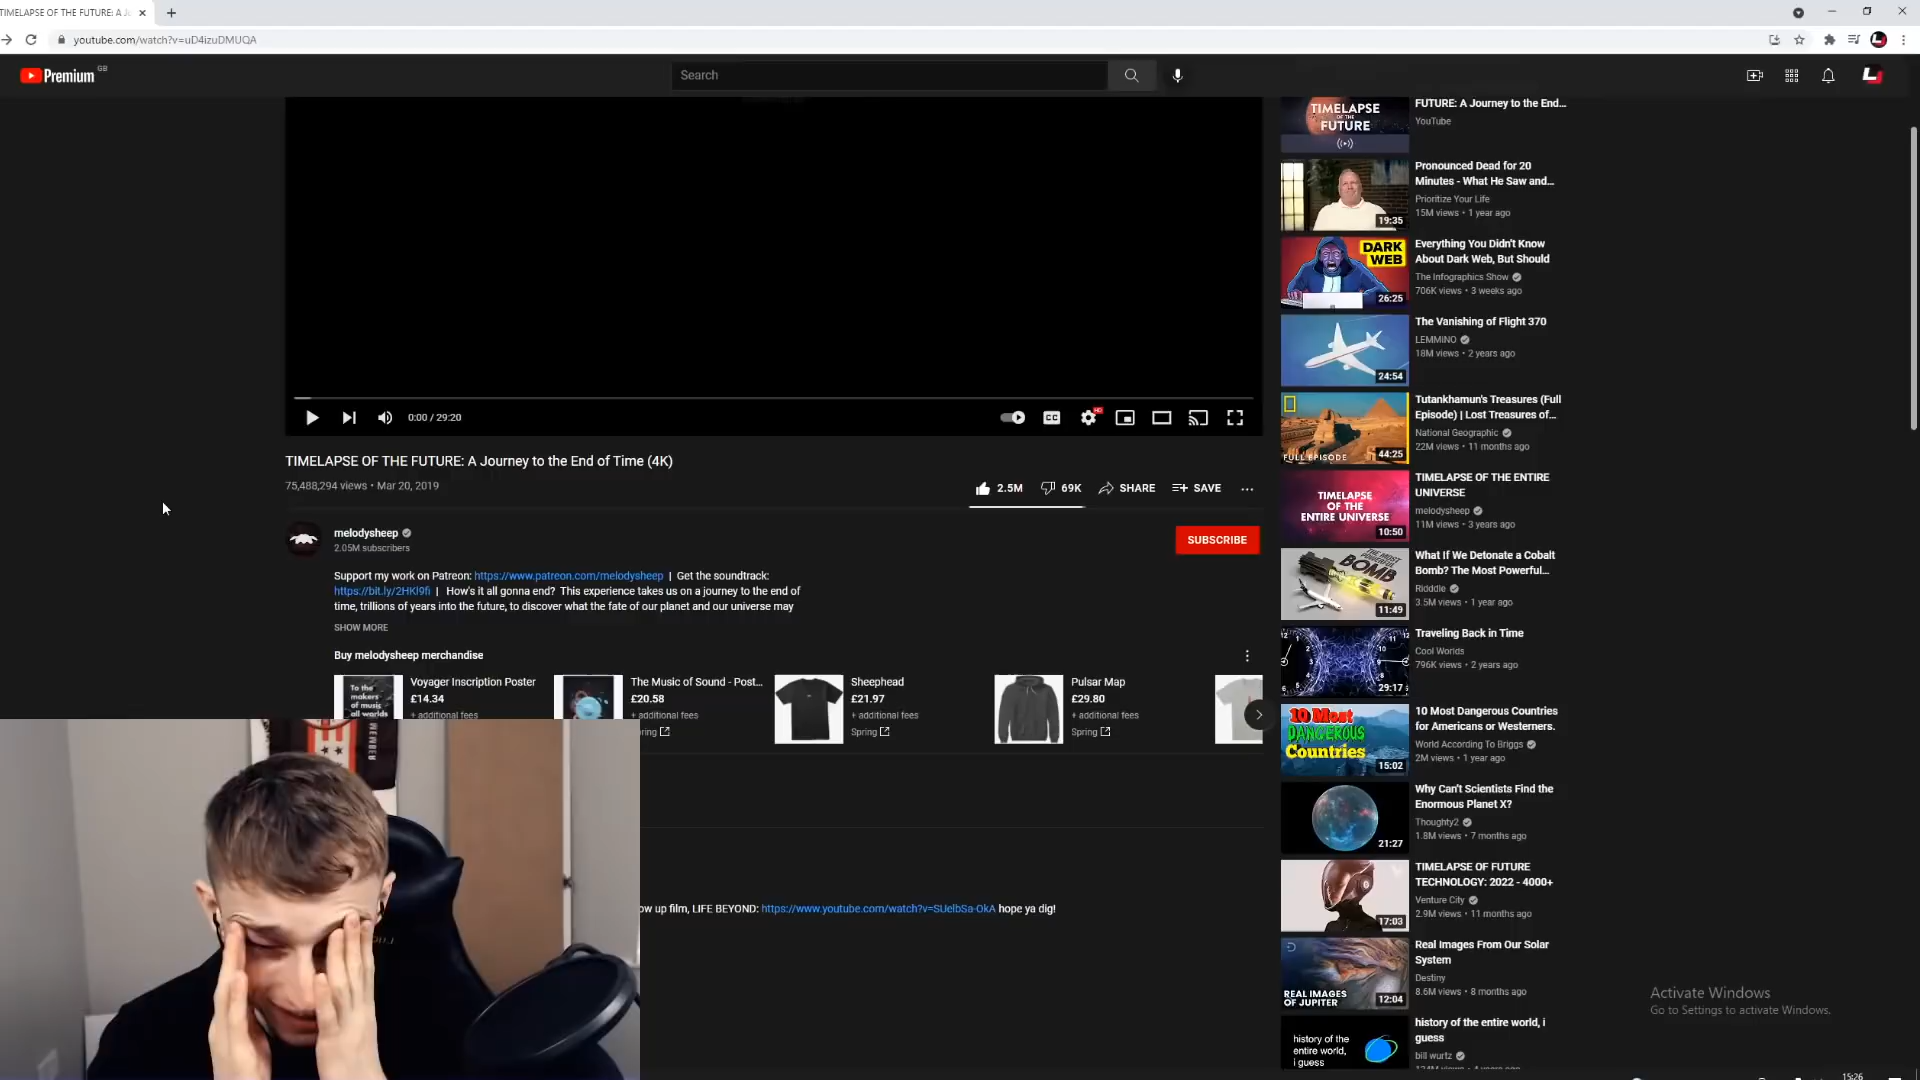 TIMELAPSE OF THE FUTURE: A J
youtube.com/watch?v=uD4izuDMUQA
Premium GB
Search
0:00 / 29:20
TIMELAPSE OF THE FUTURE: A Journey to the End of Time (4K)
75,488,294 views • Mar 20, 2019
2.5M
69K
SHARE
SAVE
melodysheep
2.05M subscribers
SUBSCRIBE
Support my work on Patreon: https://www.patreon.com/melodysheep | Get the soundtrack:
https://bit.ly/2HKl9fi | How's it all gonna end? This experience takes us on a journey to the end of
time, trillions of years into the future, to discover what the fate of our planet and our universe may
SHOW MORE
Buy melodysheep merchandise
To the
makers
of music
all worlds
Voyager Inscription Poster
£14.34
+ additional fees
The Music of Sound - Post...
£20.58
+ additional fees
ring
Sheephead
£21.97
+ additional fees
Spring
Pulsar Map
£29.80
+ additional fees
Spring
ow up film, LIFE BEYOND: https://www.youtube.com/watch?v=SUelbSa-OkA hope ya dig!
TIMELAPSE
OF THE
FUTURE
FUTURE: A Journey to the End...
YouTube
19:35
Pronounced Dead for 20
Minutes - What He Saw and...
Prioritize Your Life
15M views • 1 year ago
DARK
WEB
26:25
Everything You Didn't Know
About Dark Web, But Should
The Infographics Show
706K views • 3 weeks ago
24:54
The Vanishing of Flight 370
LEMMINO
18M views • 2 years ago
FULL EPISODE
44:25
Tutankhamun's Treasures (Full
Episode) | Lost Treasures of...
National Geographic
22M views • 11 months ago
TIMELAPSE
OF THE
ENTIRE UNIVERSE
10:50
TIMELAPSE OF THE ENTIRE
UNIVERSE
melodysheep
11M views • 3 years ago
THE MOST
POWERFUL
BOMB
11:49
What If We Detonate a Cobalt
Bomb? The Most Powerful...
Ridddle
3.5M views • 1 year ago
29:17
Traveling Back in Time
Cool Worlds
796K views • 2 years ago
10 Most
DANGEROUS
Countries
15:02
10 Most Dangerous Countries
for Americans or Westerners.
World According To Briggs
2M views • 1 year ago
21:27
Why Can't Scientists Find the
Enormous Planet X?
Thoughty2
1.8M views • 7 months ago
17:03
TIMELAPSE OF FUTURE
TECHNOLOGY: 2022 - 4000+
Venture City
2.9M views • 11 months ago
REAL IMAGES
OF JUPITER
12:04
Real Images From Our Solar
System
Destiny
8.6M views • 8 months ago
history of the
entire world,
i guess
history of the entire world, i
guess
bill wurtz
Activate Windows
Go to Settings to activate Windows.
15:26